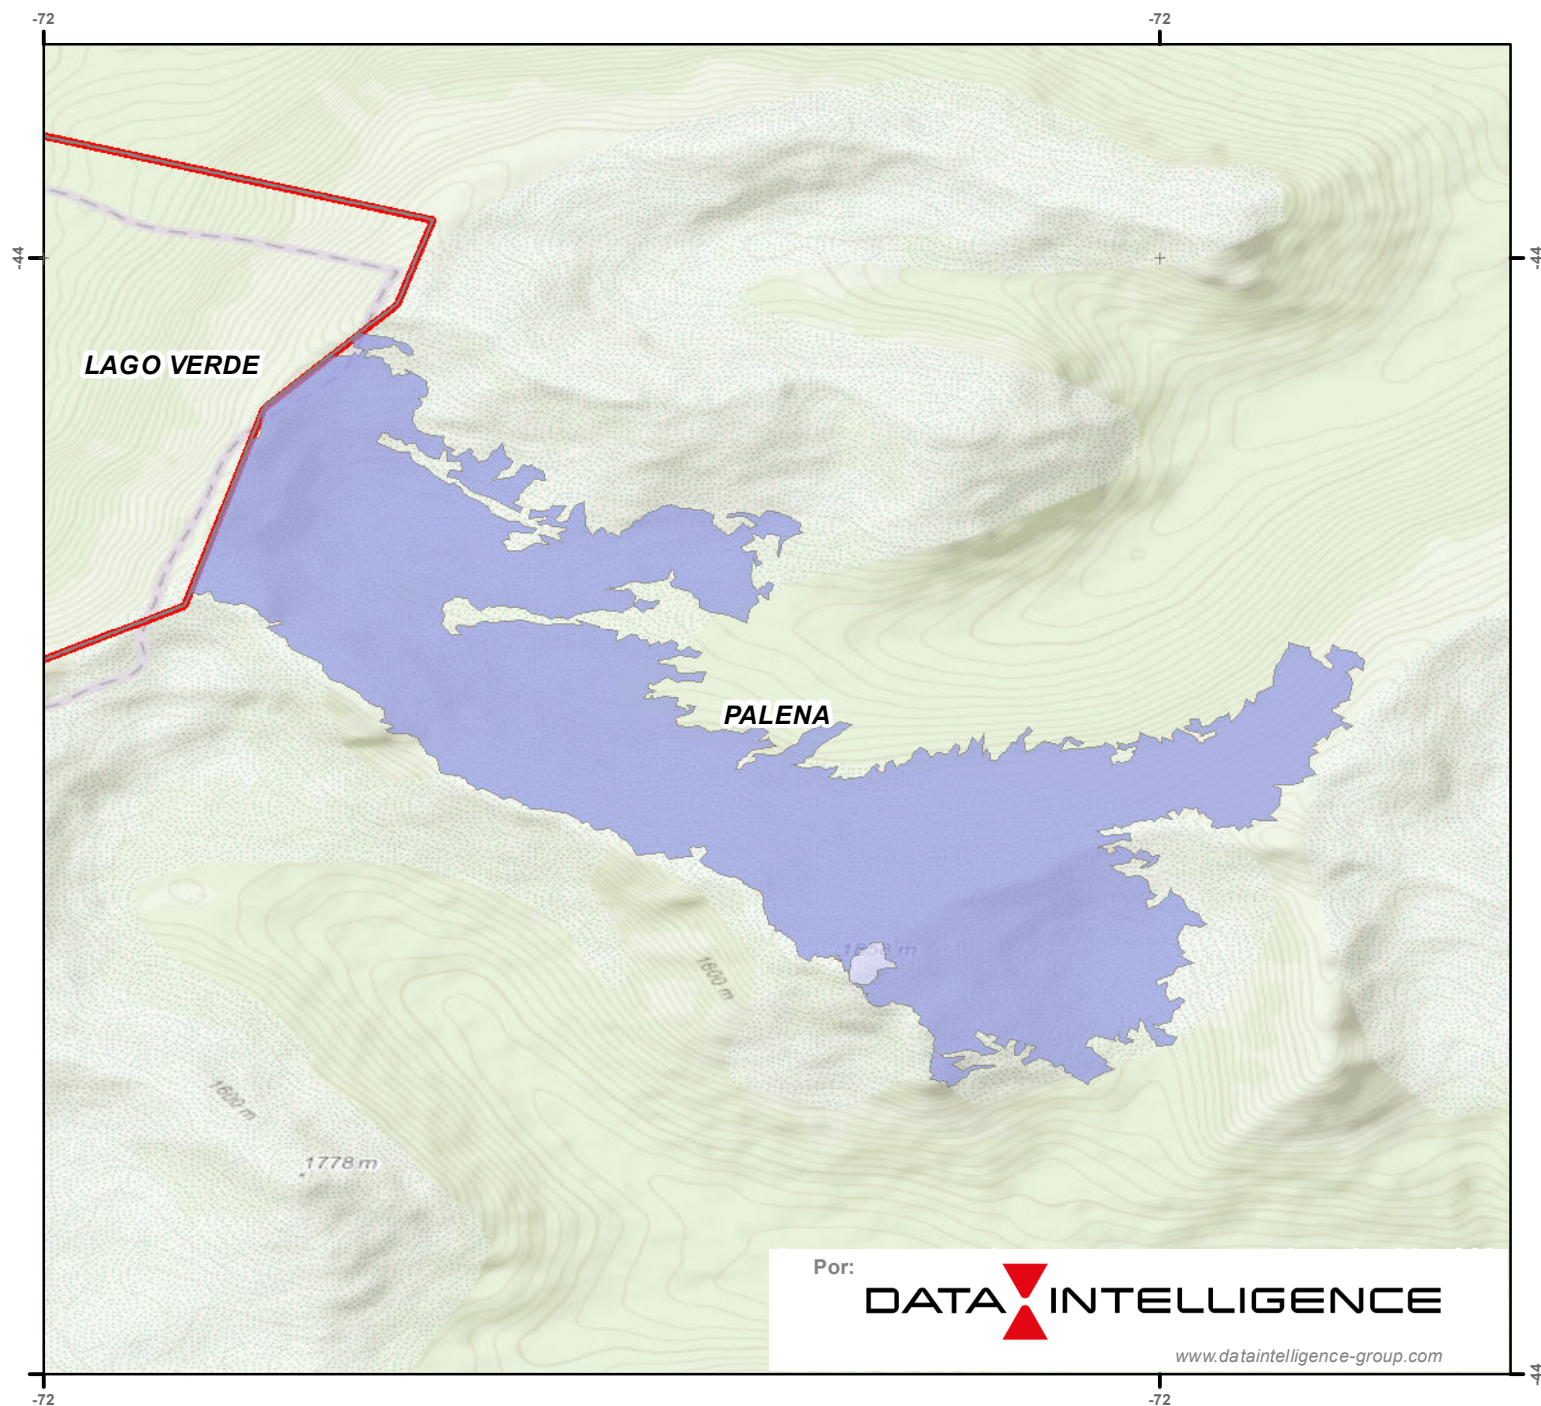 -72
-72
-44
-44
LAGO VERDE
PALENA
1600 m
1600 m
1778 m
Por:
DATA INTELLIGENCE
www.dataintelligence-group.com
-44
-72
-72